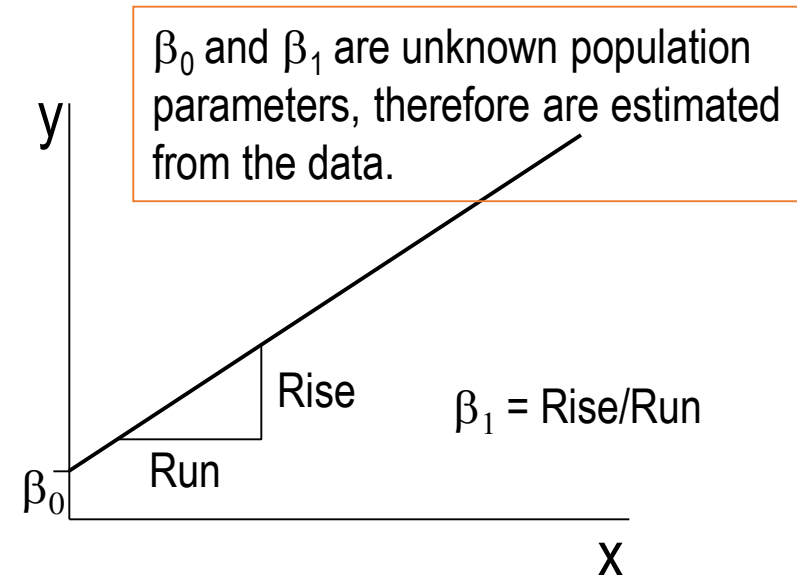 β₀ and β₁ are unknown population
parameters, therefore are estimated
from the data.
y
Rise
β₁ = Rise/Run
Run
β₀
x